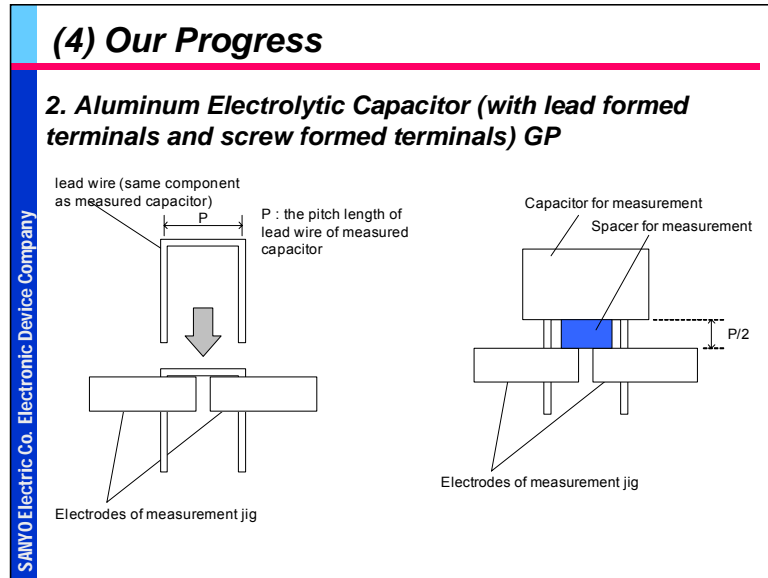 (4) Our Progress
2. Aluminum Electrolytic Capacitor (with lead formed
terminals and screw formed terminals) GP
lead wire (same component
as measured capacitor)
P
P : the pitch length of
lead wire of measured
capacitor
Electrodes of measurement jig
Capacitor for measurement
Spacer for measurement
P/2
Electrodes of measurement jig
SANYO Electric Co. Electronic Device Company